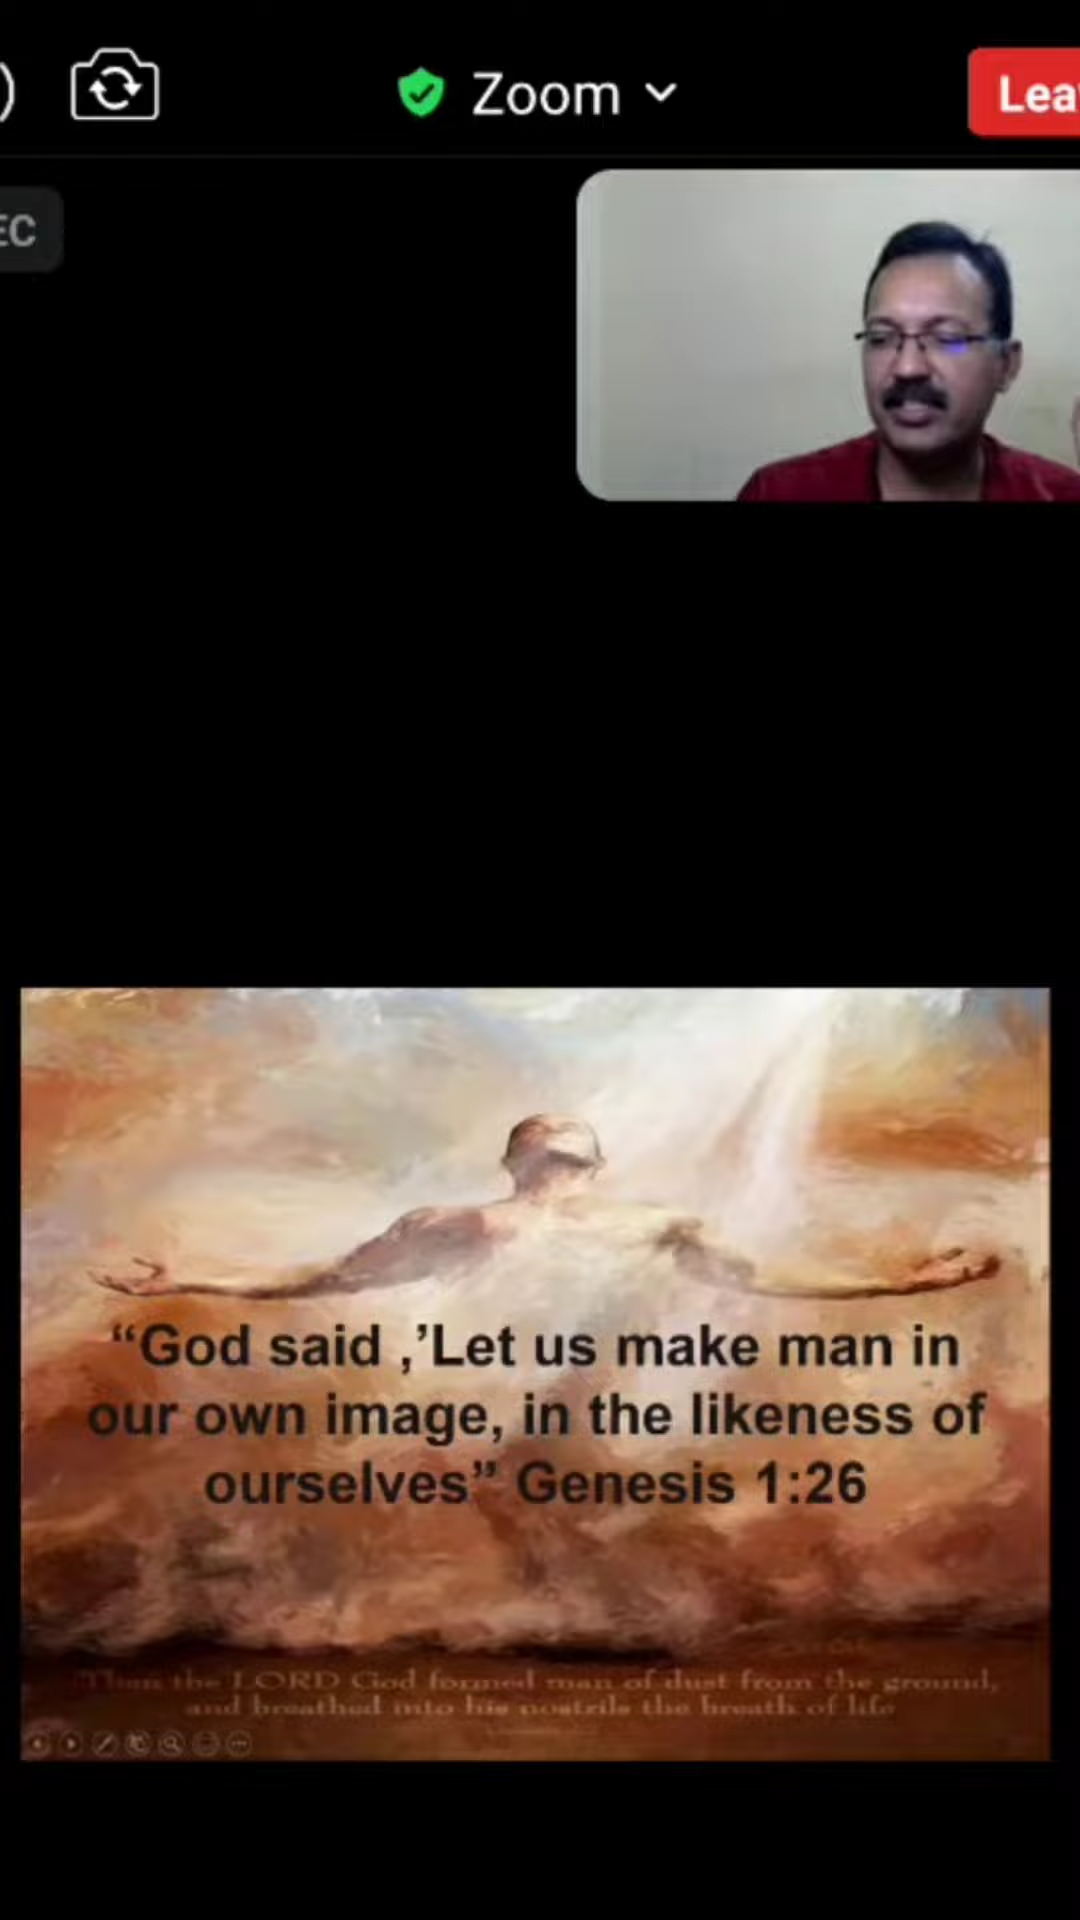 Zoom
Lea
EC
“God said ,’Let us make man in
our own image, in the likeness of
ourselves” Genesis 1:26
Then the LORD God formed man of dust from the ground,
and breathed into his nostrils the breath of life